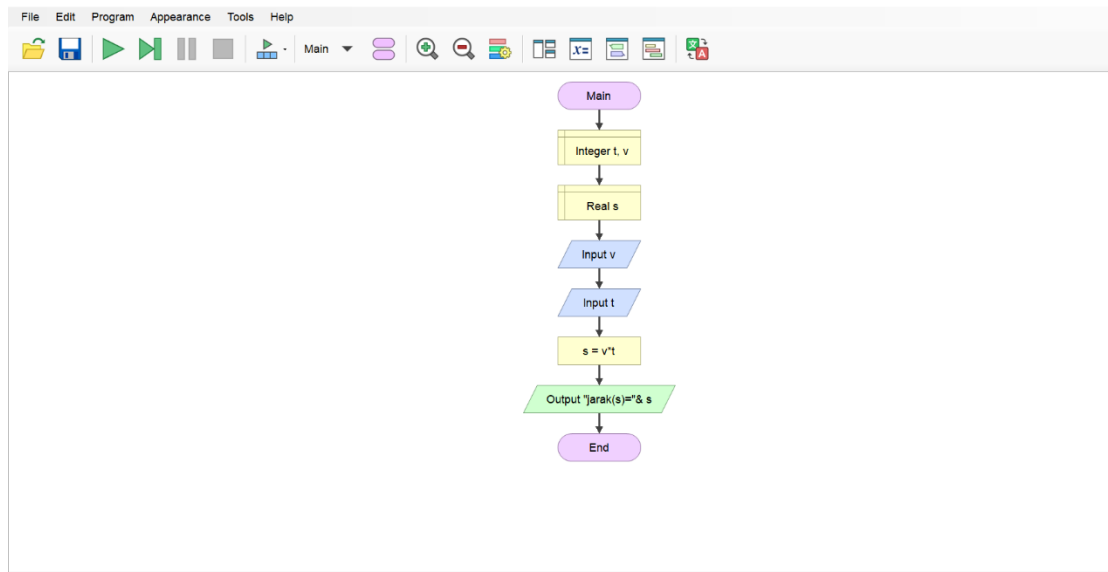 File Edit Program Appearance Tools Help
Main
Main
Integer t, v
Real s
Input v
Input t
s = v*t
Output "jarak(s)="& s
End